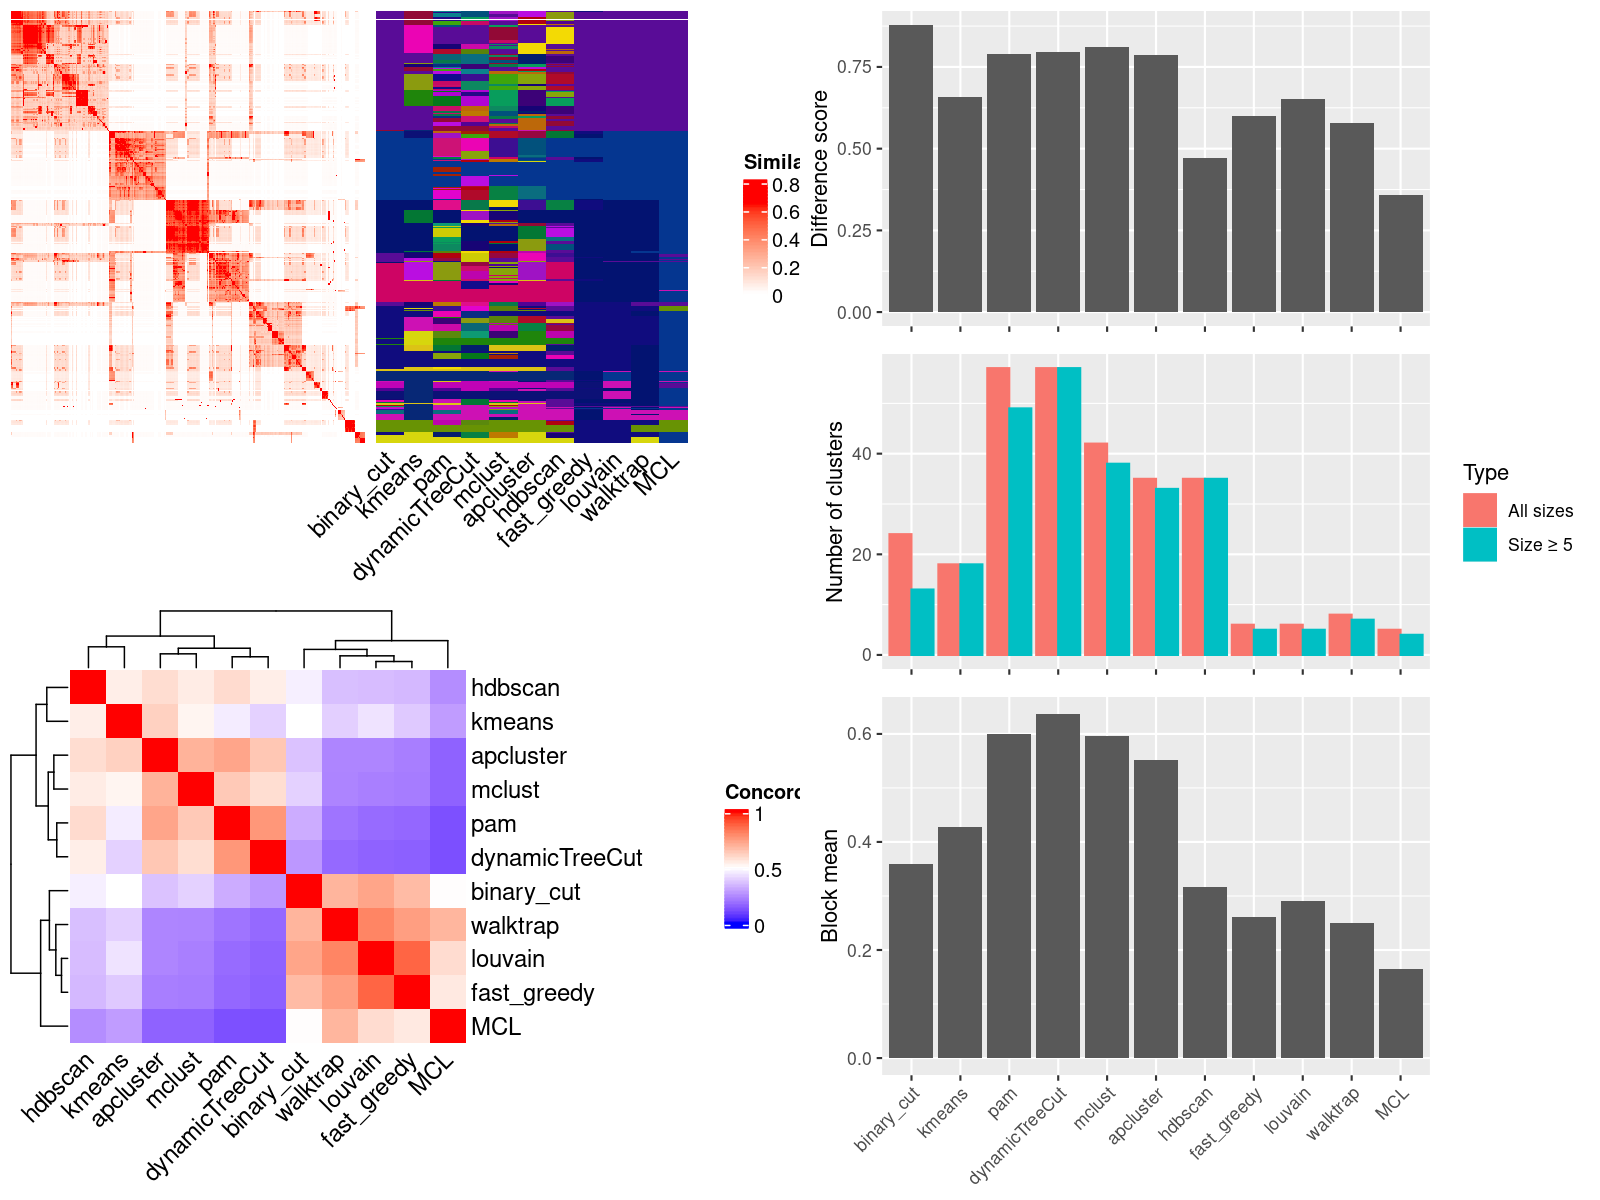 Simila
0.8
0.6
0.4
0.2
0
binary_cut
kmeans
pam
dynamicTreeCut
mclust
apcluster
hdbscan
fast_greedy
louvain
walktrap
MCL
Difference score
0.75
0.50
0.25
0.00
Number of clusters
40
20
0
Type
All sizes
Size ≥ 5
hdbscan
kmeans
apcluster
mclust
pam
dynamicTreeCut
binary_cut
walktrap
louvain
fast_greedy
MCL
hdbscan
kmeans
apcluster
mclust
pam
dynamicTreeCut
binary_cut
walktrap
louvain
fast_greedy
MCL
Concord
1
0.5
0
Block mean
0.6
0.4
0.2
0.0
binary_cut
kmeans
pam
dynamicTreeCut
mclust
apcluster
hdbscan
fast_greedy
louvain
walktrap
MCL